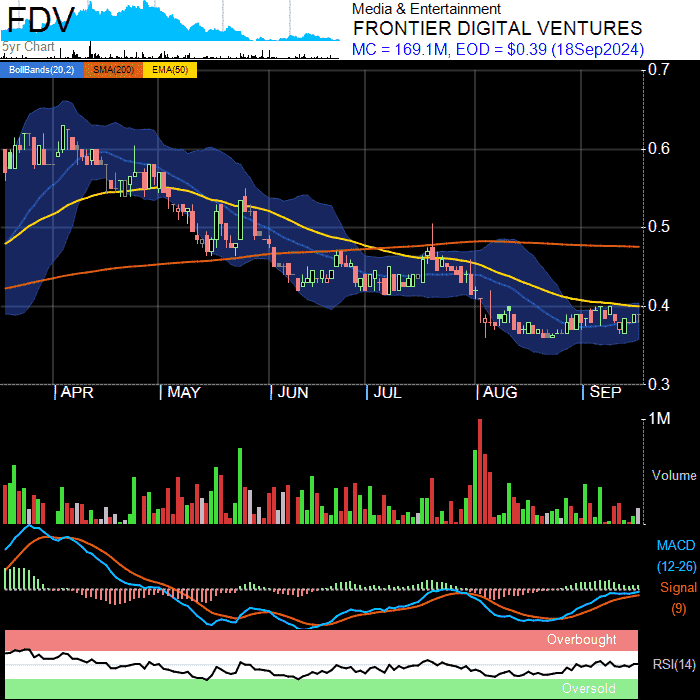 FDV
5yr Chart
Media & Entertainment
FRONTIER DIGITAL VENTURES
MC = 169.1M, EOD = $0.39 (18Sep2024)
BollBands(20,2) SMA(200) EMA(50)
0.7
0.6
0.5
0.4
0.3
APR MAY JUN JUL AUG SEP
1M
Volume
MACD
(12-26)
Signal
(9)
Overbought
RSI(14)
Oversold